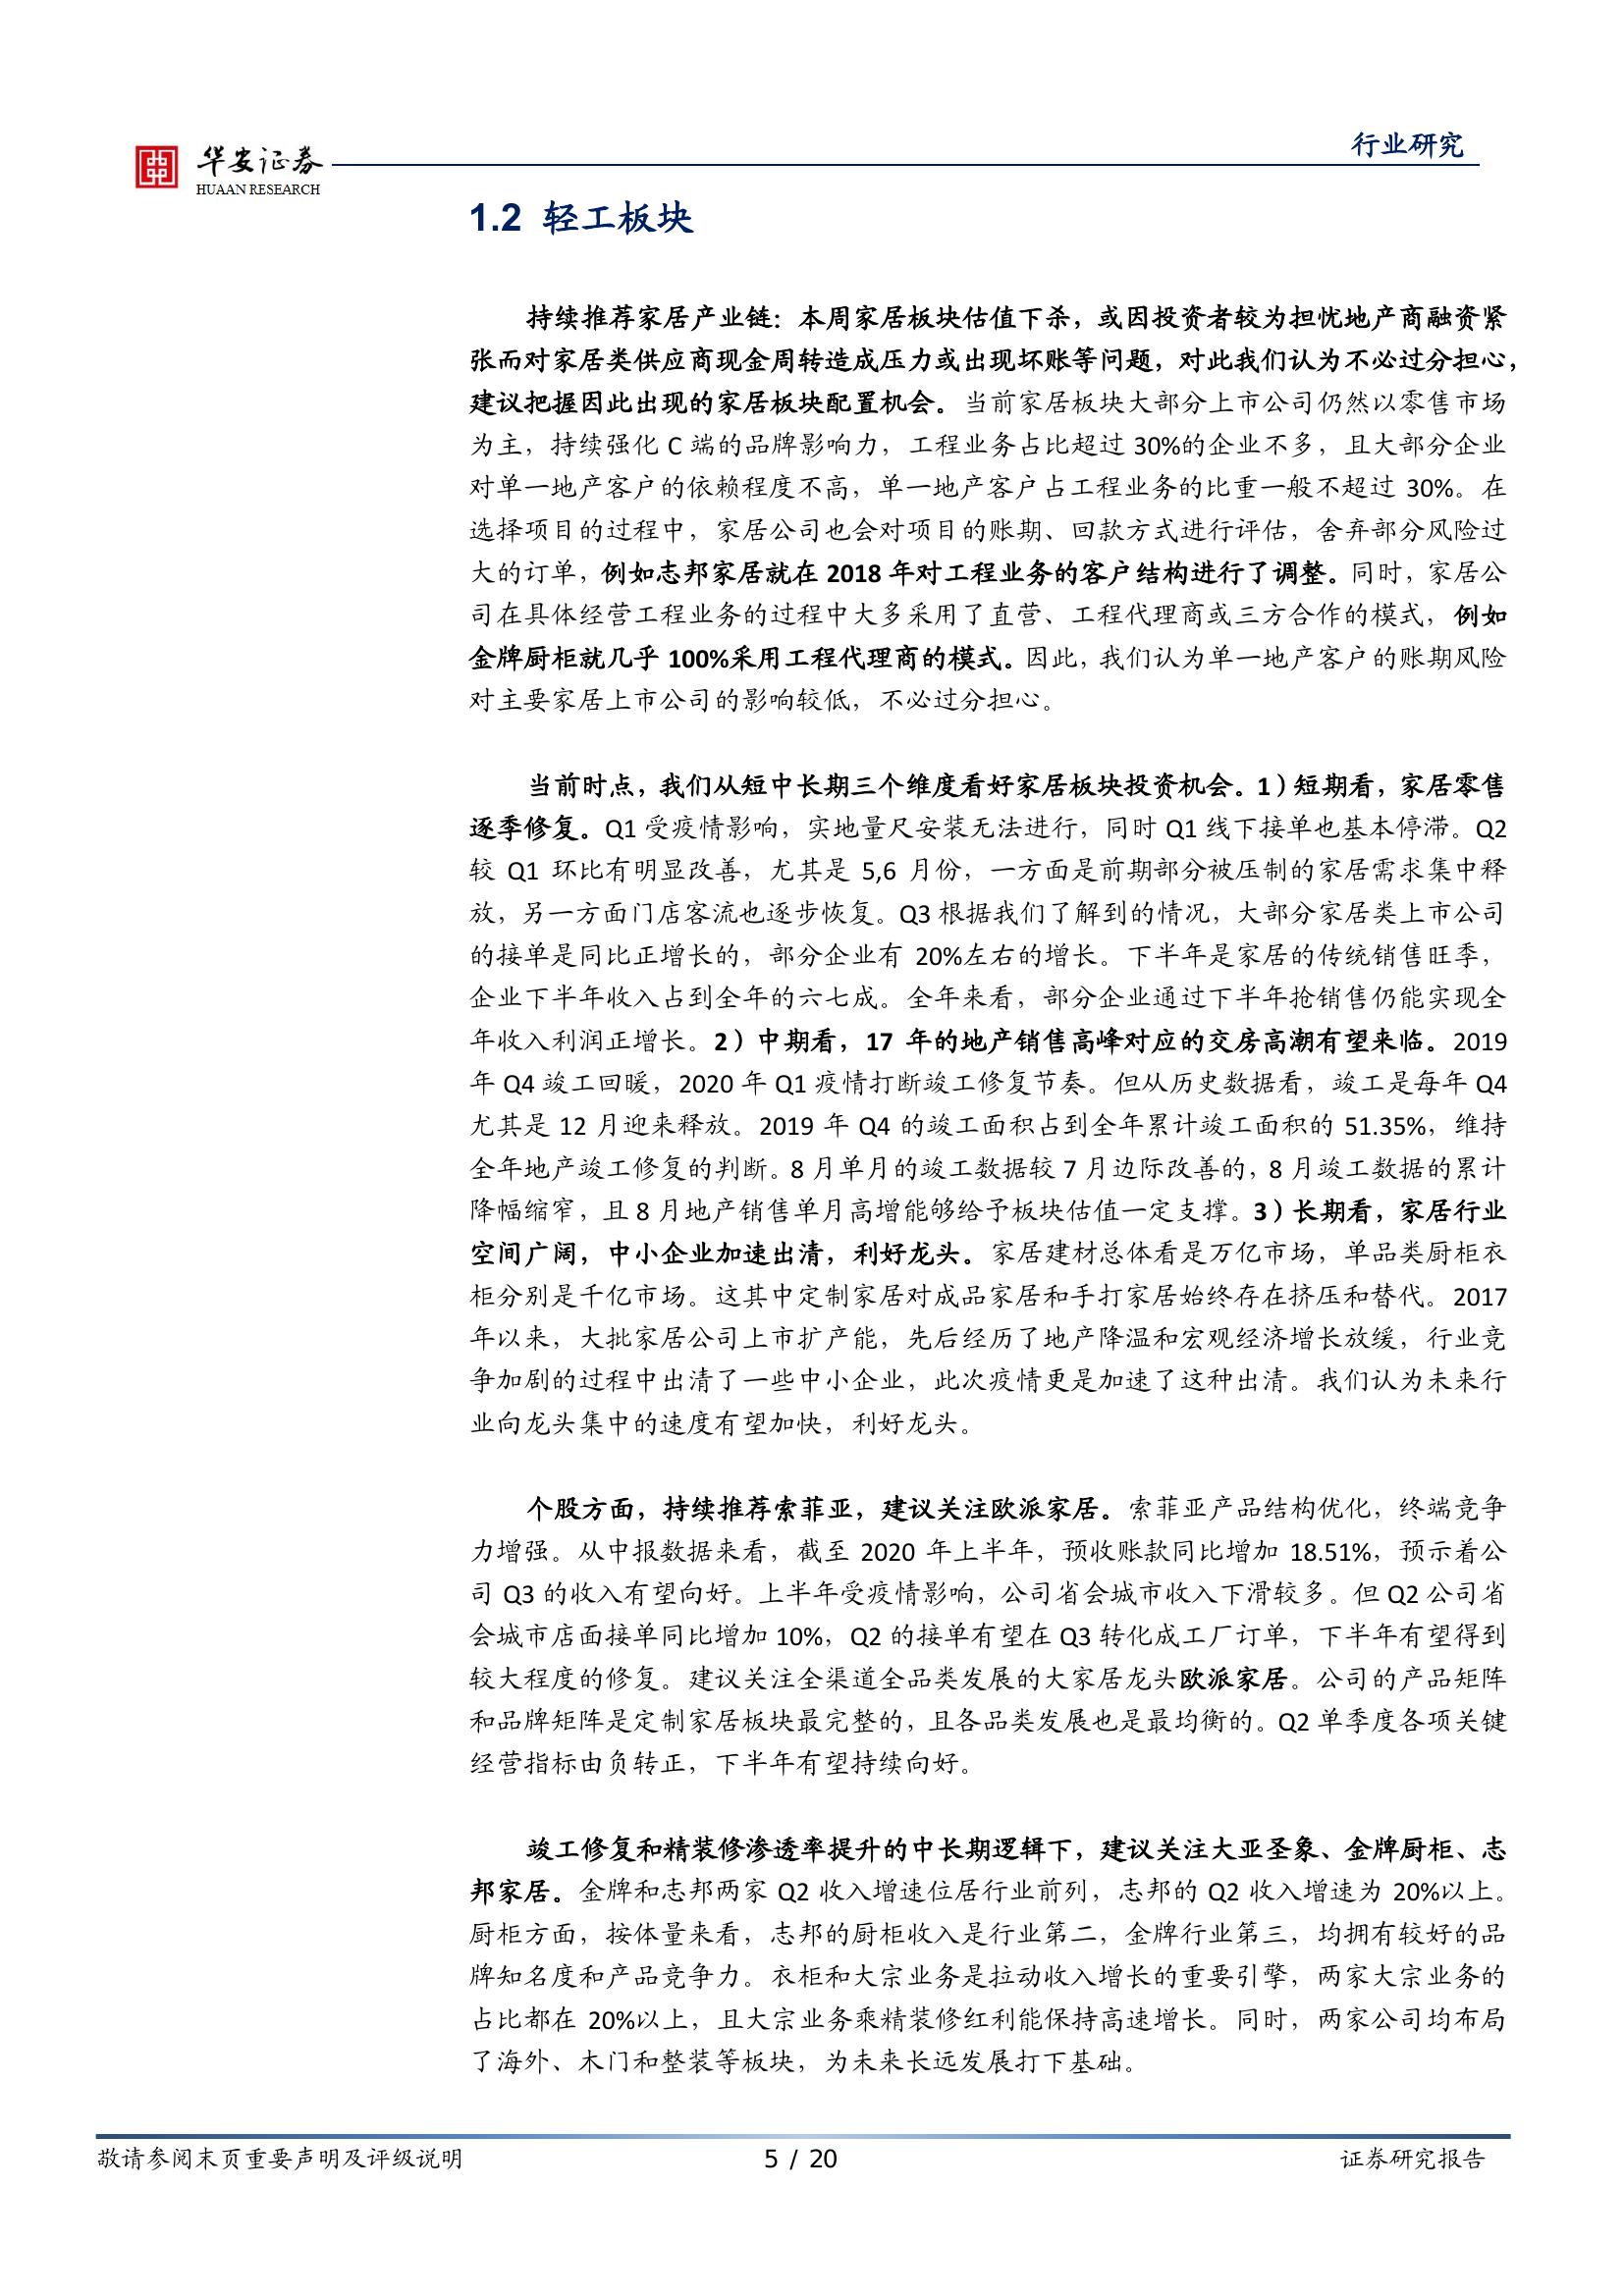 行业研究
华安证券
HUAAN RESEARCH
1.2 轻工板块
持续推荐家居产业链：本周家居板块估值下杀，或因投资者较为担忧地产商融资紧
张而对家居类供应商现金周转造成压力或出现坏账等问题，对此我们认为不必过分担心，
建议把握因此出现的家居板块配置机会。当前家居板块大部分上市公司仍然以零售市场
为主，持续强化 C 端的品牌影响力，工程业务占比超过 30%的企业不多，且大部分企业
对单一地产客户的依赖程度不高，单一地产客户占工程业务的比重一般不超过 30%。在
选择项目的过程中，家居公司也会对项目的账期、回款方式进行评估，舍弃部分风险过
大的订单，例如志邦家居就在 2018 年对工程业务的客户结构进行了调整。同时，家居公
司在具体经营工程业务的过程中大多采用了直营、工程代理商或三方合作的模式，例如
金牌厨柜就几乎 100%采用工程代理商的模式。因此，我们认为单一地产客户的账期风险
对主要家居上市公司的影响较低，不必过分担心。
当前时点，我们从短中长期三个维度看好家居板块投资机会。1）短期看，家居零售
逐季修复。Q1 受疫情影响，实地量尺安装无法进行，同时 Q1 线下接单也基本停滞。Q2
较 Q1 环比有明显改善，尤其是 5,6 月份，一方面是前期部分被压制的家居需求集中释
放，另一方面门店客流也逐步恢复。Q3 根据我们了解到的情况，大部分家居类上市公司
的接单是同比正增长的，部分企业有 20%左右的增长。下半年是家居的传统销售旺季，
企业下半年收入占到全年的六七成。全年来看，部分企业通过下半年抢销售仍能实现全
年收入利润正增长。2）中期看，17 年的地产销售高峰对应的交房高潮有望来临。2019
年 Q4 竣工回暖，2020 年 Q1 疫情打断竣工修复节奏。但从历史数据看，竣工是每年 Q4
尤其是 12 月迎来释放。2019 年 Q4 的竣工面积占到全年累计竣工面积的 51.35%，维持
全年地产竣工修复的判断。8 月单月的竣工数据较 7 月边际改善的，8 月竣工数据的累计
降幅缩窄，且 8 月地产销售单月高增能够给予板块估值一定支撑。3）长期看，家居行业
空间广阔，中小企业加速出清，利好龙头。家居建材总体看是万亿市场，单品类厨柜衣
柜分别是千亿市场。这其中定制家居对成品家居和手打家居始终存在挤压和替代。2017
年以来，大批家居公司上市扩产能，先后经历了地产降温和宏观经济增长放缓，行业竞
争加剧的过程中出清了一些中小企业，此次疫情更是加速了这种出清。我们认为未来行
业向龙头集中的速度有望加快，利好龙头。
个股方面，持续推荐索菲亚，建议关注欧派家居。索菲亚产品结构优化，终端竞争
力增强。从中报数据来看，截至 2020 年上半年，预收账款同比增加 18.51%，预示着公
司 Q3 的收入有望向好。上半年受疫情影响，公司省会城市收入下滑较多。但 Q2 公司省
会城市店面接单同比增加 10%，Q2 的接单有望在 Q3 转化成工厂订单，下半年有望得到
较大程度的修复。建议关注全渠道全品类发展的大家居龙头欧派家居。公司的产品矩阵
和品牌矩阵是定制家居板块最完整的，且各品类发展也是最均衡的。Q2 单季度各项关键
经营指标由负转正，下半年有望持续向好。
竣工修复和精装修渗透率提升的中长期逻辑下，建议关注大亚圣象、金牌厨柜、志
邦家居。金牌和志邦两家 Q2 收入增速位居行业前列，志邦的 Q2 收入增速为 20%以上。
厨柜方面，按体量来看，志邦的厨柜收入是行业第二，金牌行业第三，均拥有较好的品
牌知名度和产品竞争力。衣柜和大宗业务是拉动收入增长的重要引擎，两家大宗业务的
占比都在 20%以上，且大宗业务乘精装修红利能保持高速增长。同时，两家公司均布局
了海外、木门和整装等板块，为未来长远发展打下基础。
敬请参阅末页重要声明及评级说明
5 / 20
证券研究报告